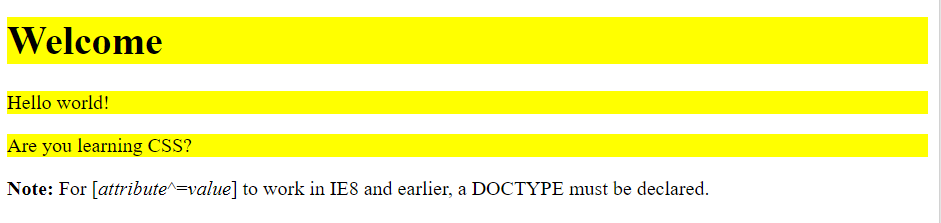 Welcome
Hello world!
Are you learning CSS?
Note: For [attribute^=value] to work in IE8 and earlier, a DOCTYPE must be declared.